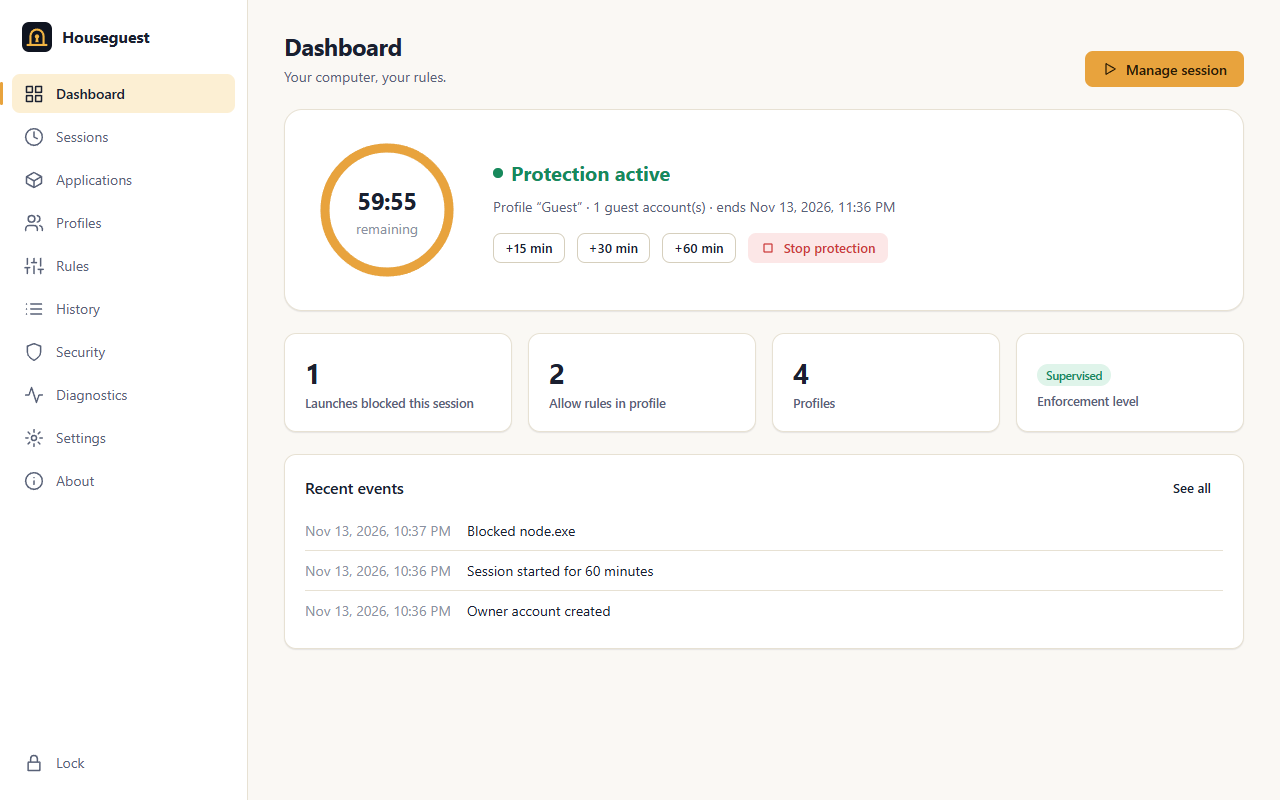 Houseguest
Dashboard
Sessions
Applications
Profiles
Rules
History
Security
Diagnostics
Settings
About
Lock
Dashboard
Your computer, your rules.
Manage session
59:55
remaining
Protection active
Profile “Guest” · 1 guest account(s) · ends Nov 13, 2026, 11:36 PM
+15 min +30 min +60 min Stop protection
1
Launches blocked this session
2
Allow rules in profile
4
Profiles
Supervised
Enforcement level
Recent events
See all
Nov 13, 2026, 10:37 PM Blocked node.exe
Nov 13, 2026, 10:36 PM Session started for 60 minutes
Nov 13, 2026, 10:36 PM Owner account created